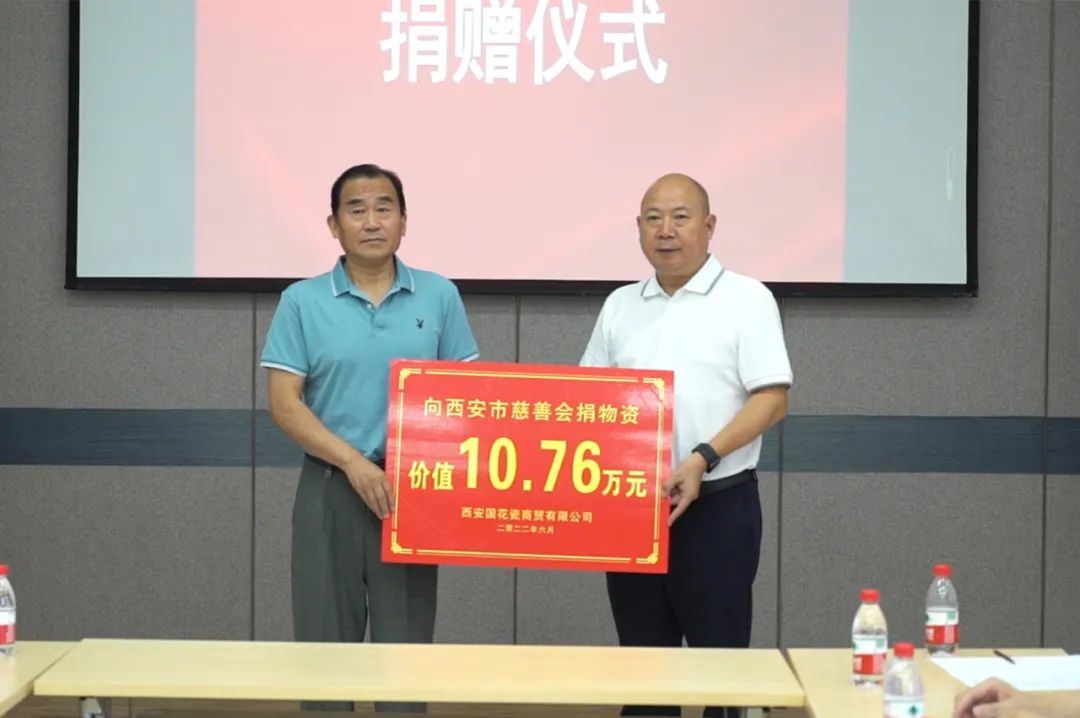 捐赠仪式
向西安市慈善会捐物资
价值10.76万元
西安国花瓷商贸有限公司
二零二二年六月